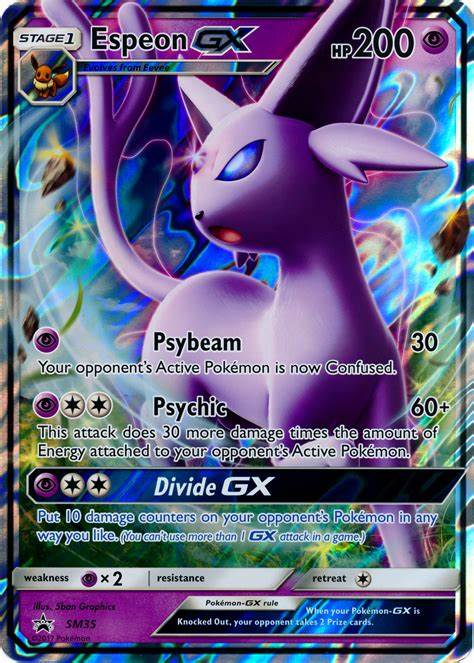 STAGE1
Espeon GX
HP200
Evolves from Eevee
Psybeam 30
Your opponent's Active Pokémon is now Confused.
Psychic 60+
This attack does 30 more damage times the amount of
Energy attached to your opponent's Active Pokémon.
Divide GX
Put 10 damage counters on your opponent's Pokémon in any
way you like. (You can't use more than 1 GX attack in a game.)
weakness ×2 resistance retreat
Illus. 5ban Graphics
Pokémon-GX rule
When your Pokémon-GX is
Knocked Out, your opponent takes 2 Prize cards.
PROMO SM35
©2017 Pokémon